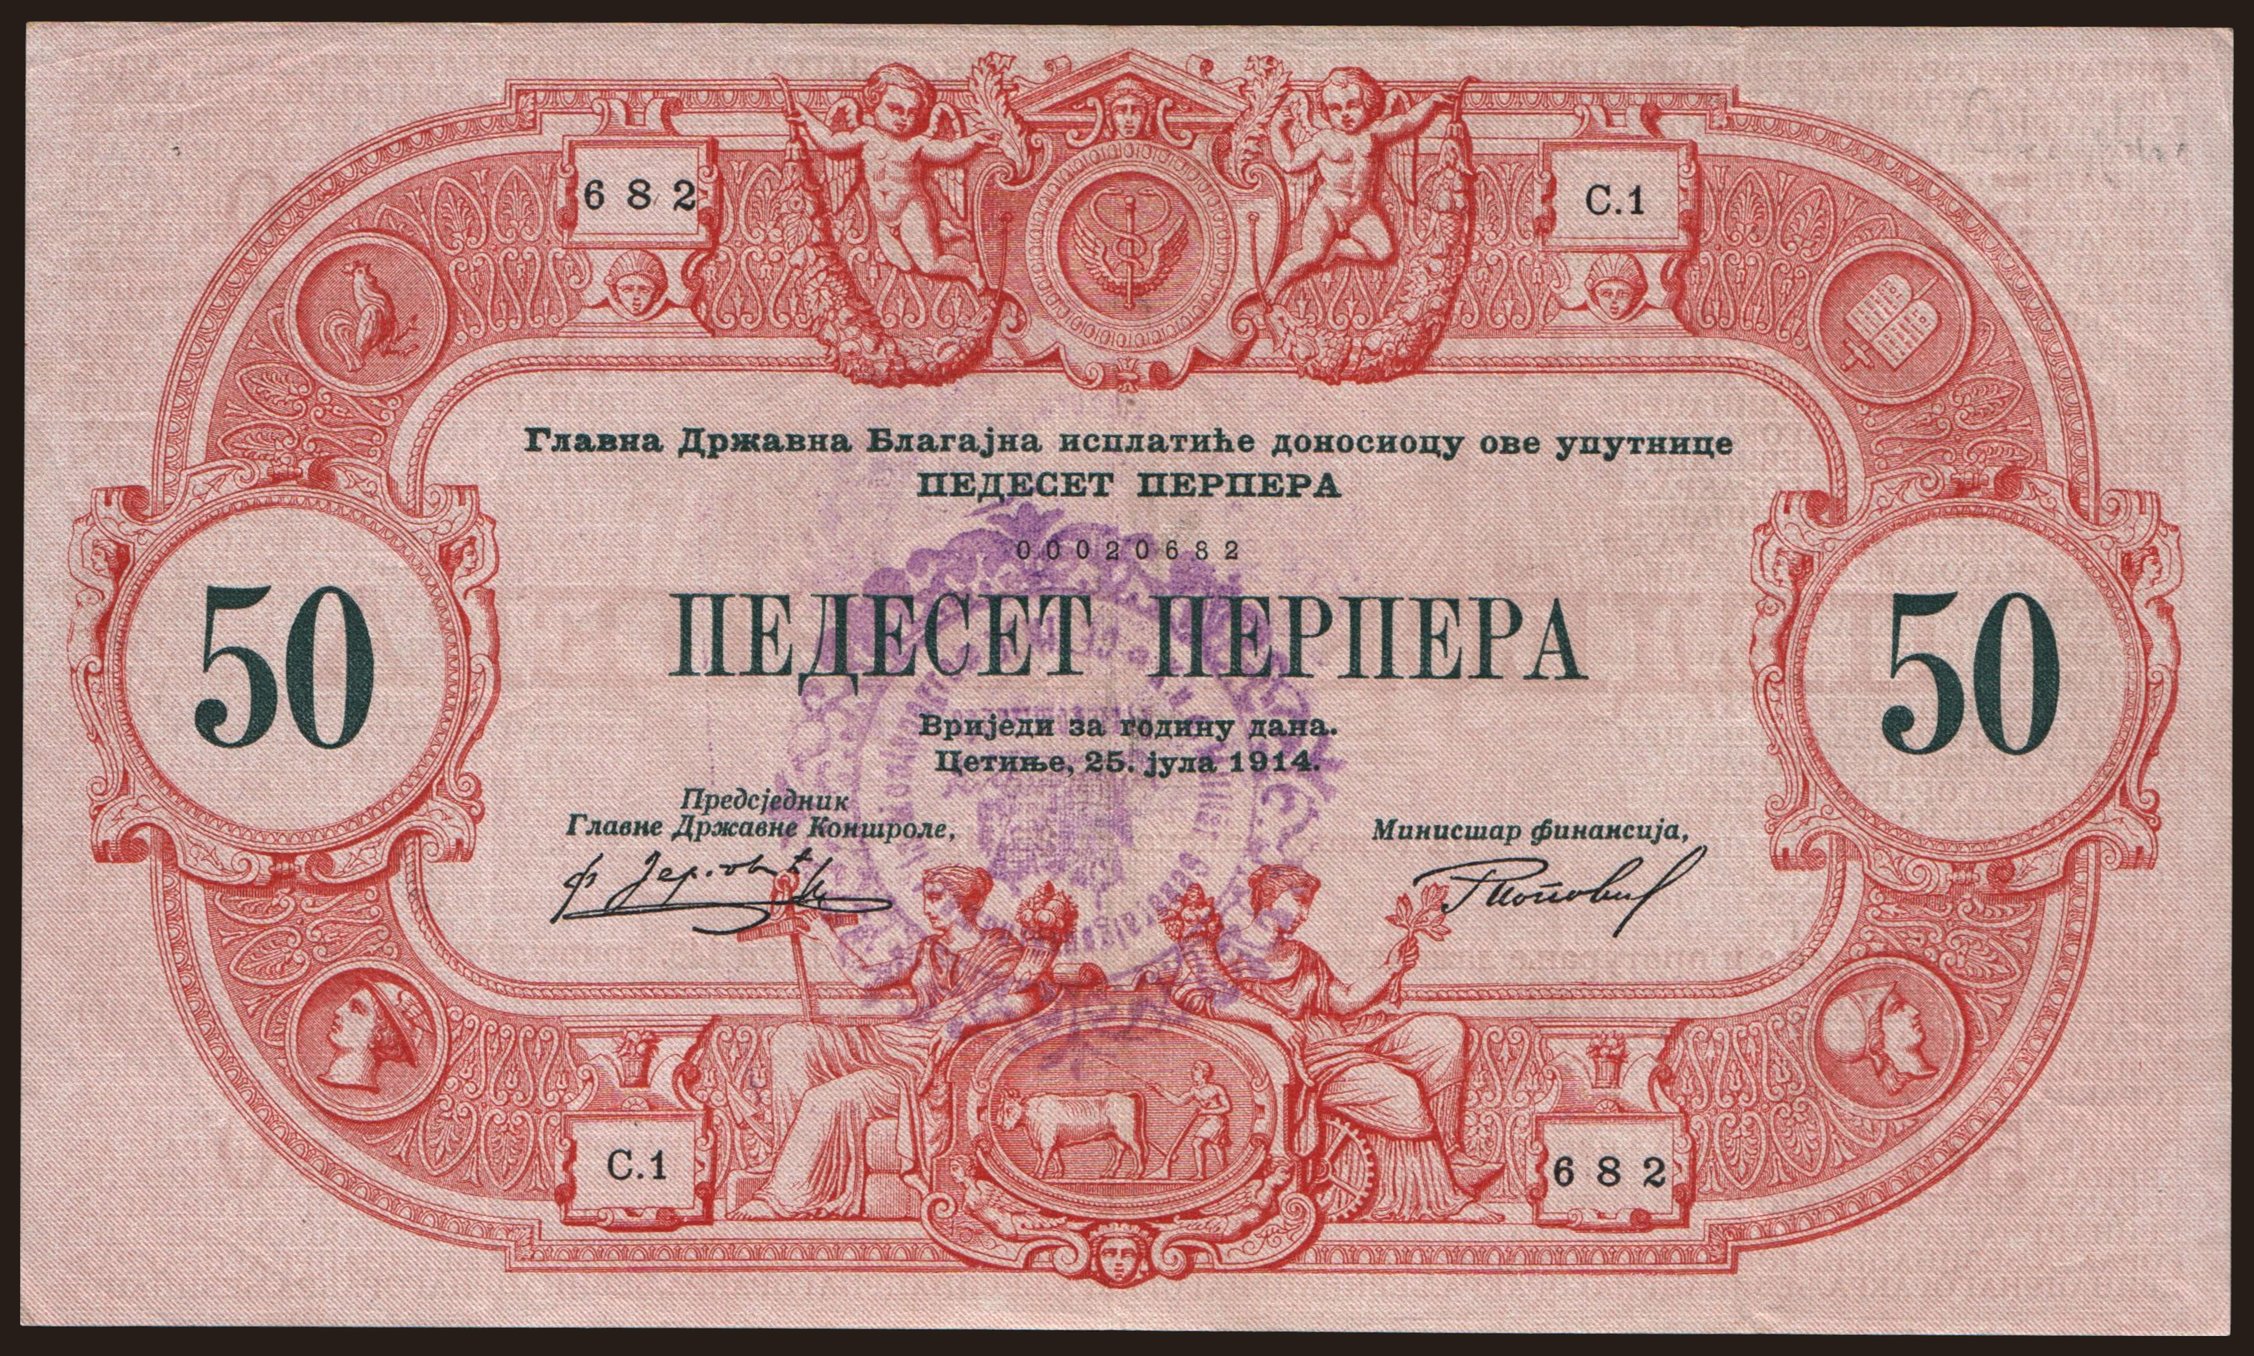 682 С.1
Главна Државна Благајна исплатиће доносиоцу ове упутнице
ПЕДЕСЕТ ПЕРПЕРА
00020682
50 ПЕДЕСЕТ ПЕРПЕРА 50
Вриједи за годину дана.
Цетиње, 25. јула 1914.
Предсједник
Главне Државне Контроле,
Министар финансија,
С.1 682